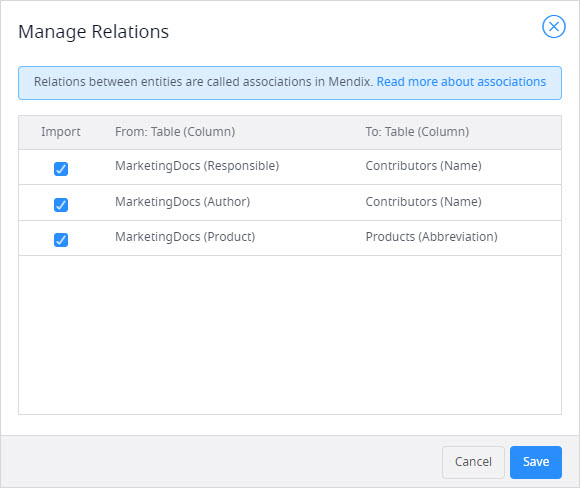 Manage Relations
Relations between entities are called associations in Mendix. Read more about associations
Import From: Table (Column) To: Table (Column)
MarketingDocs (Responsible) Contributors (Name)
MarketingDocs (Author) Contributors (Name)
MarketingDocs (Product) Products (Abbreviation)
Cancel Save